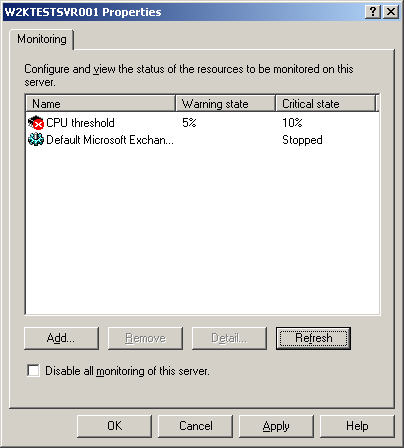 W2KTESTSVR001 Properties
Monitoring
Configure and view the status of the resources to be monitored on this
server.
Name Warning state Critical state
CPU threshold 5% 10%
Default Microsoft Exchan... Stopped
Add... Remove Detail... Refresh
Disable all monitoring of this server.
OK Cancel Apply Help